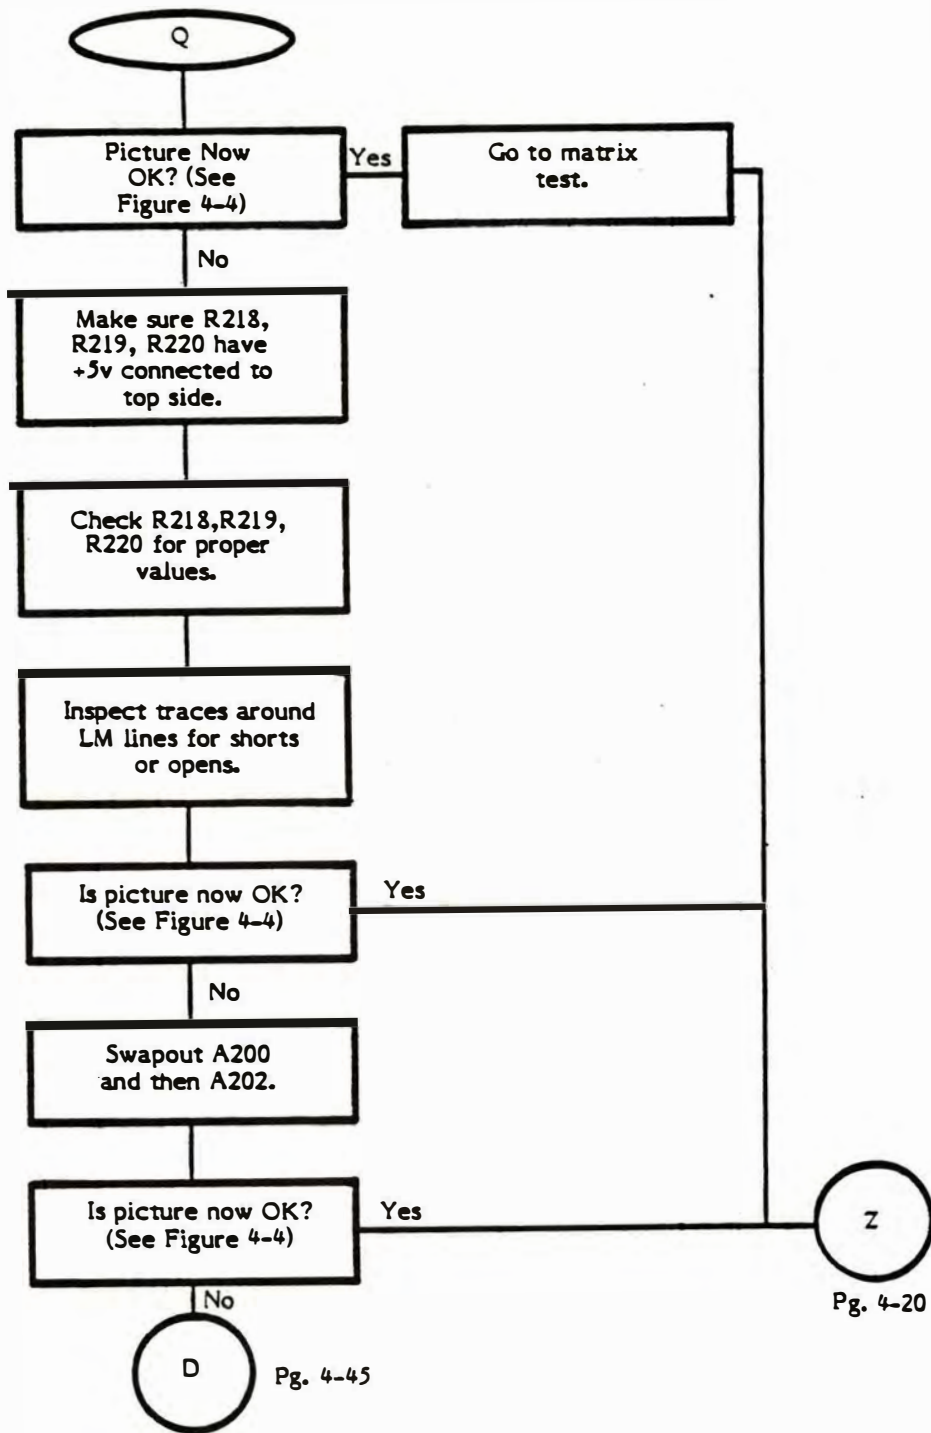 Q
Picture Now
OK? (See
Figure 4-4)
Yes
Go to matrix
test.
No
Make sure R218,
R219, R220 have
+5v connected to
top side.
Check R218,R219,
R220 for proper
values.
Inspect traces around
LM lines for shorts
or opens.
Is picture now OK?
(See Figure 4-4)
Yes
No
Swapout A200
and then A202.
Is picture now OK?
(See Figure 4-4)
Yes
Z
Pg. 4-20
No
D
Pg. 4-45